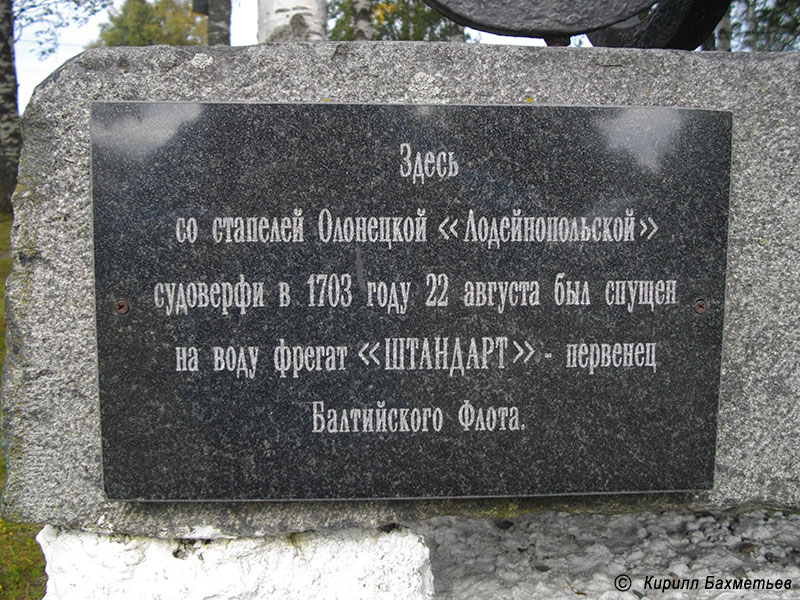 Здесь
со стапелей Олонецкой «Лодейнопольской»
судоверфи в 1703 году 22 августа был спущен
на воду фрегат «ШТАНДАРТ» - первенец
Балтийского Флота.
© Кирилл Бахметьев